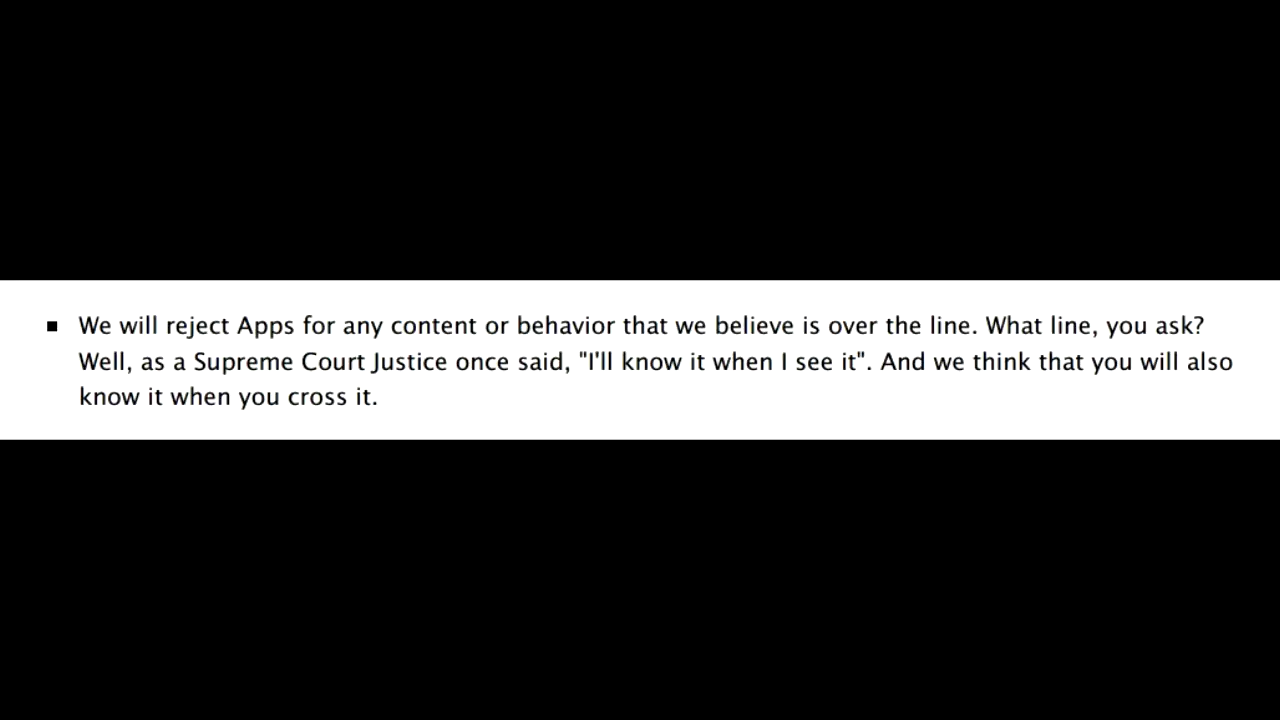 ▪ We will reject Apps for any content or behavior that we believe is over the line. What line, you ask?
Well, as a Supreme Court Justice once said, "I'll know it when I see it". And we think that you will also
know it when you cross it.